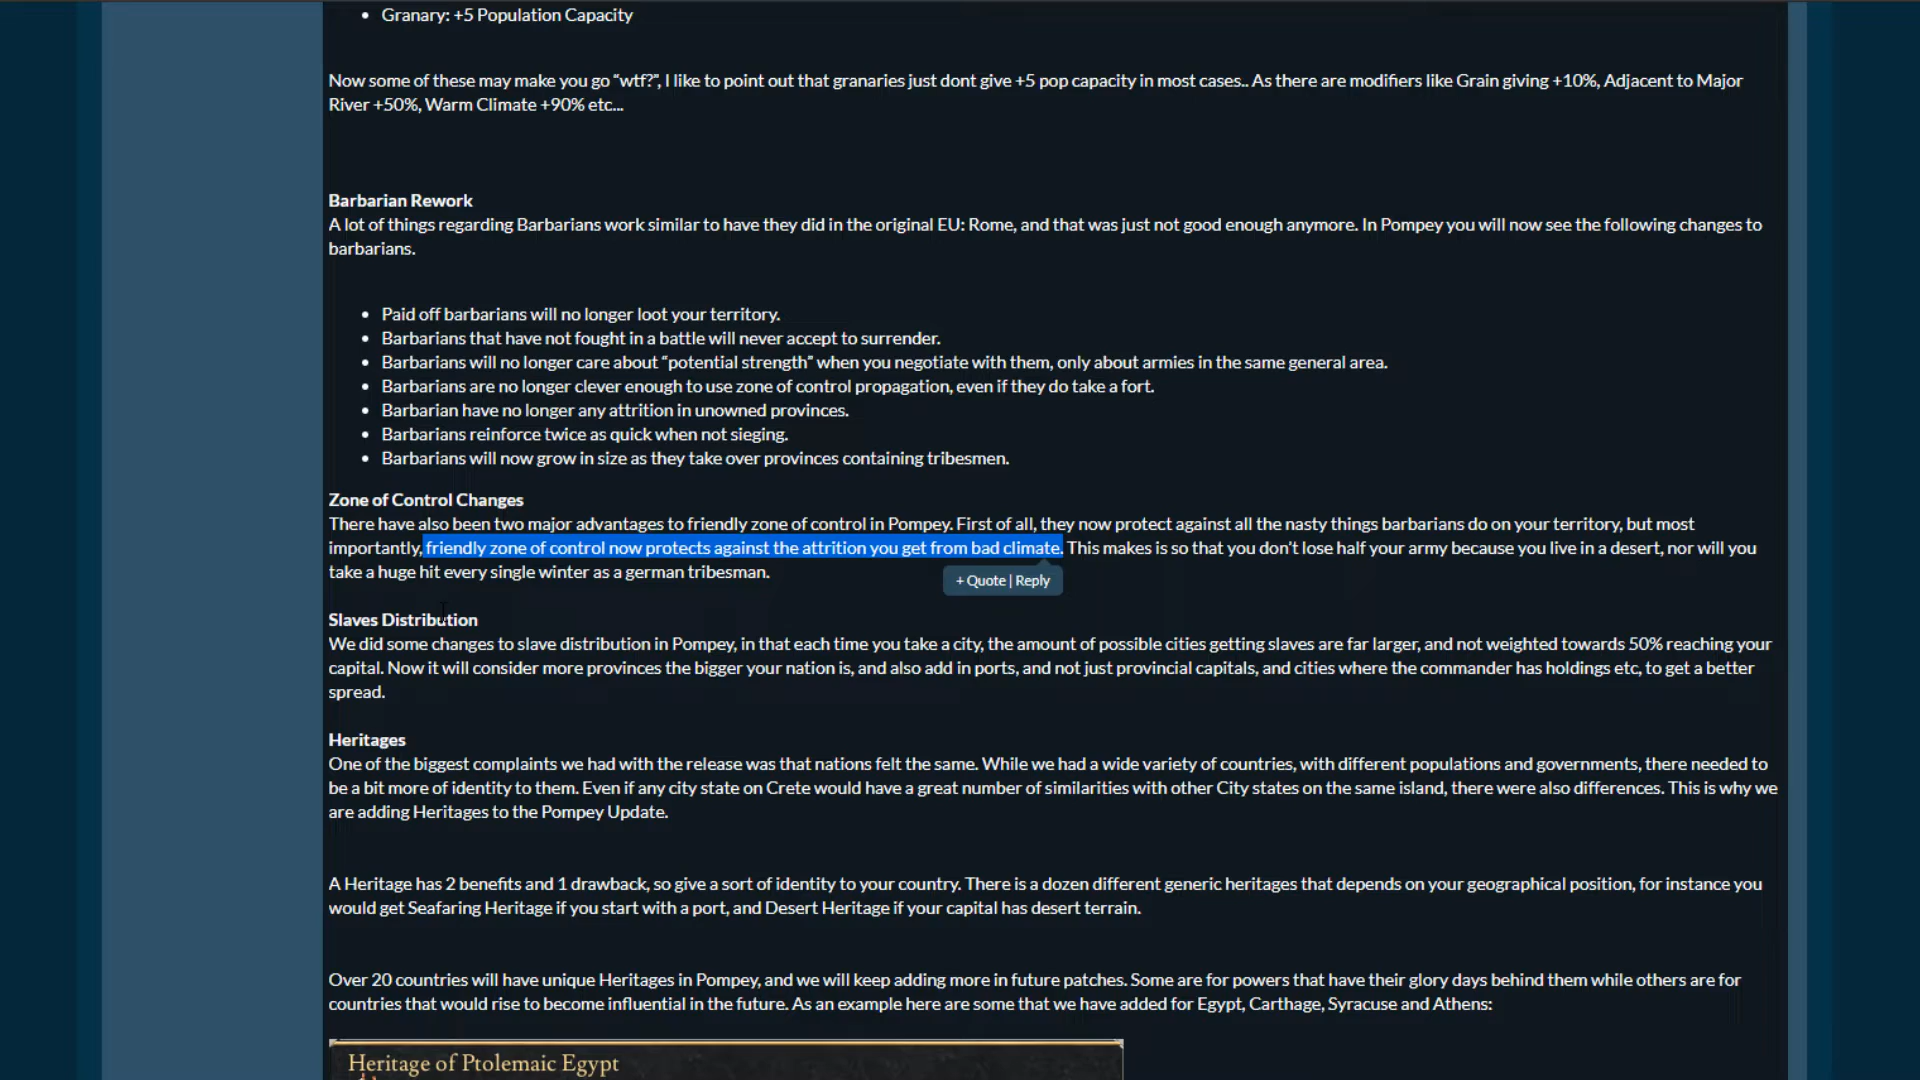 • Granary: +5 Population Capacity
Now some of these may make you go “wtf?”, I like to point out that granaries just dont give +5 pop capacity in most cases.. As there are modifiers like Grain giving +10%, Adjacent to Major
River +50%, Warm Climate +90% etc...
Barbarian Rework
A lot of things regarding Barbarians work similar to have they did in the original EU: Rome, and that was just not good enough anymore. In Pompey you will now see the following changes to
barbarians.
• Paid off barbarians will no longer loot your territory.
• Barbarians that have not fought in a battle will never accept to surrender.
• Barbarians will no longer care about “potential strength” when you negotiate with them, only about armies in the same general area.
• Barbarians are no longer clever enough to use zone of control propagation, even if they do take a fort.
• Barbarian have no longer any attrition in unowned provinces.
• Barbarians reinforce twice as quick when not sieging.
• Barbarians will now grow in size as they take over provinces containing tribesmen.
Zone of Control Changes
There have also been two major advantages to friendly zone of control in Pompey. First of all, they now protect against all the nasty things barbarians do on your territory, but most
importantly, friendly zone of control now protects against the attrition you get from bad climate. This makes is so that you don’t lose half your army because you live in a desert, nor will you
take a huge hit every single winter as a german tribesman.
+ Quote | Reply
Slaves Distribution
We did some changes to slave distribution in Pompey, in that each time you take a city, the amount of possible cities getting slaves are far larger, and not weighted towards 50% reaching your
capital. Now it will consider more provinces the bigger your nation is, and also add in ports, and not just provincial capitals, and cities where the commander has holdings etc, to get a better
spread.
Heritages
One of the biggest complaints we had with the release was that nations felt the same. While we had a wide variety of countries, with different populations and governments, there needed to
be a bit more of identity to them. Even if any city state on Crete would have a great number of similarities with other City states on the same island, there were also differences. This is why we
are adding Heritages to the Pompey Update.
A Heritage has 2 benefits and 1 drawback, so give a sort of identity to your country. There is a dozen different generic heritages that depends on your geographical position, for instance you
would get Seafaring Heritage if you start with a port, and Desert Heritage if your capital has desert terrain.
Over 20 countries will have unique Heritages in Pompey, and we will keep adding more in future patches. Some are for powers that have their glory days behind them while others are for
countries that would rise to become influential in the future. As an example here are some that we have added for Egypt, Carthage, Syracuse and Athens:
Heritage of Ptolemaic Egypt